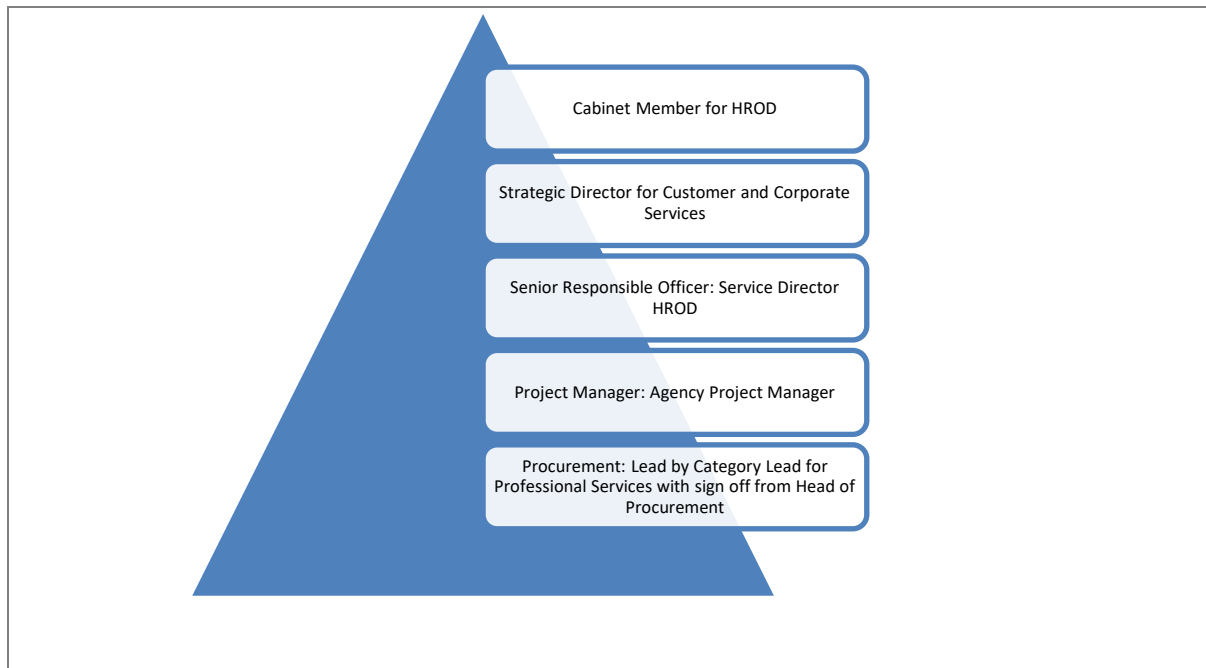 Cabinet Member for HROD
Strategic Director for Customer and Corporate
Services
Senior Responsible Officer: Service Director
HROD
Project Manager: Agency Project Manager
Procurement: Lead by Category Lead for
Professional Services with sign off from Head of
Procurement